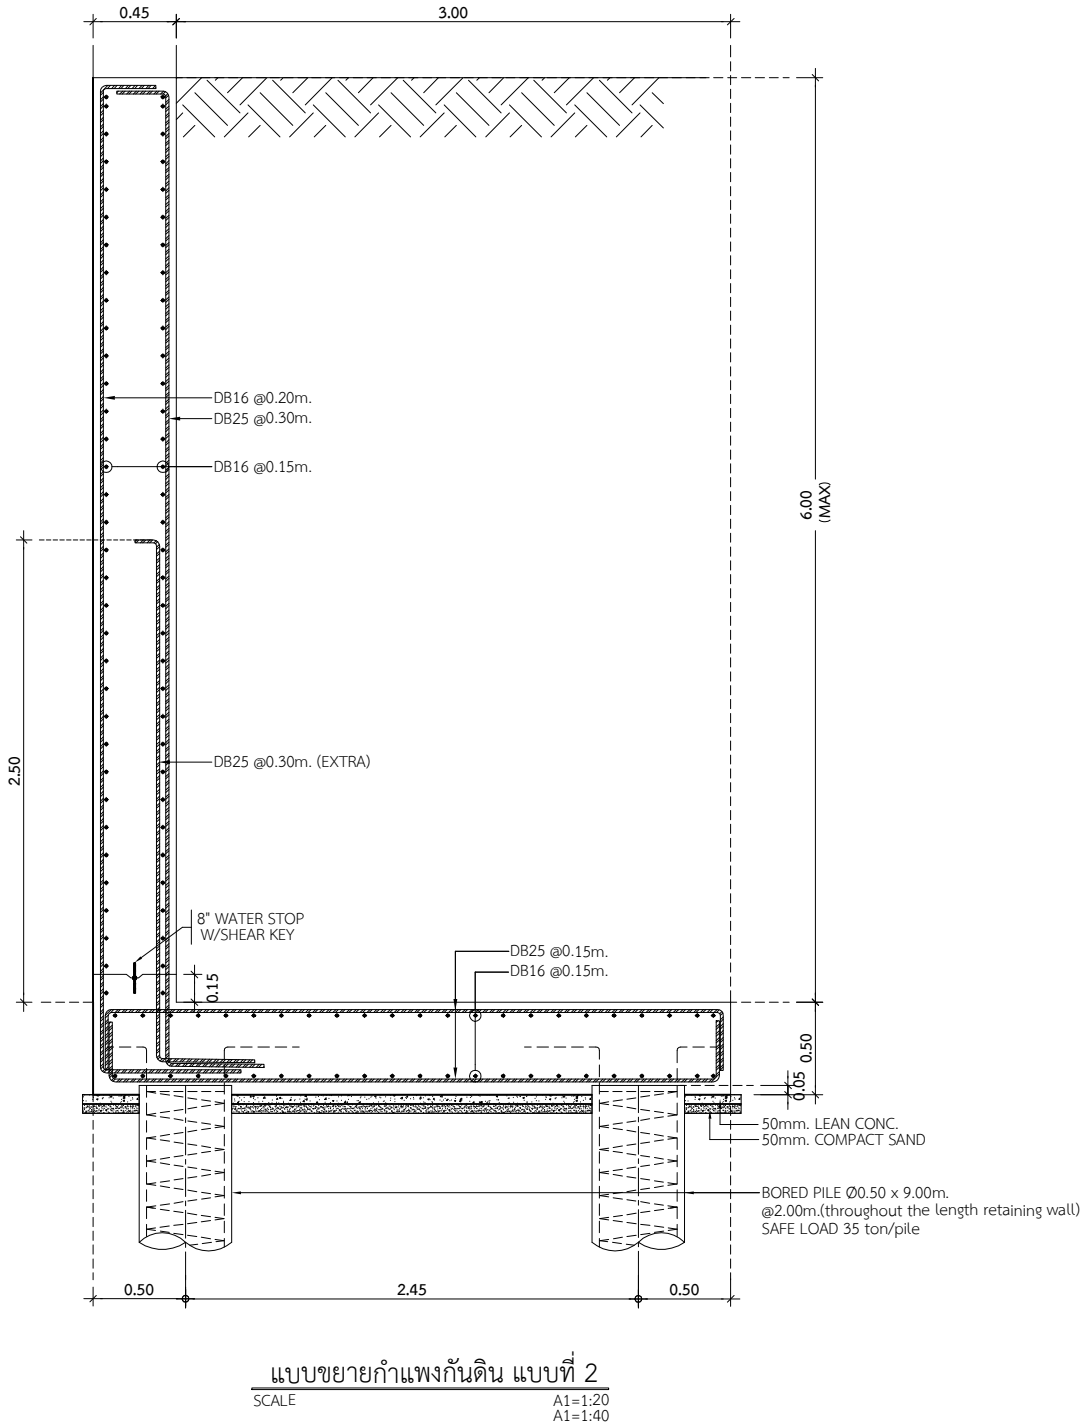 0.45
3.00
DB16 @0.20m.
DB25 @0.30m.
DB16 @0.15m.
6.00
(MAX)
2.50
DB25 @0.30m. (EXTRA)
8" WATER STOP
W/SHEAR KEY
0.15
DB25 @0.15m.
DB16 @0.15m.
0.50
0.05
50mm. LEAN CONC.
50mm. COMPACT SAND
BORED PILE Ø0.50 x 9.00m.
@2.00m.(throughout the length retaining wall)
SAFE LOAD 35 ton/pile
0.50
2.45
0.50
แบบขยายกำแพงกันดิน แบบที่ 2
SCALE
A1=1:20
A1=1:40